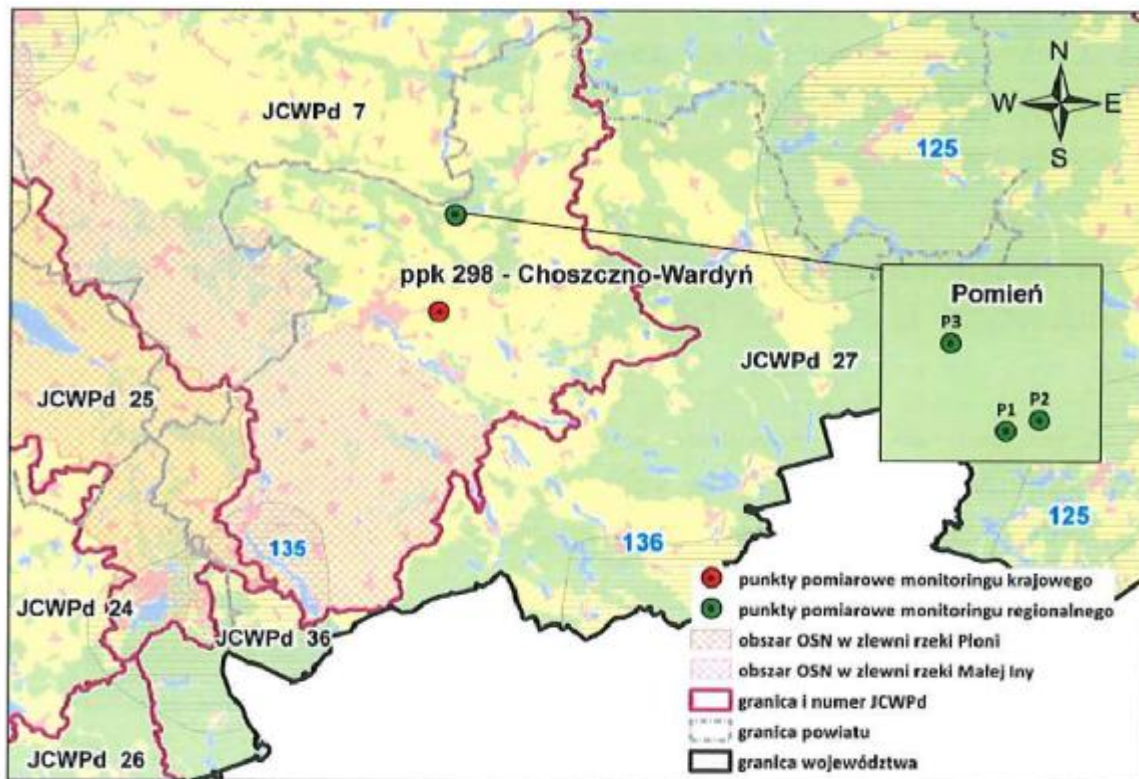 N
W E
S
JCWPd 7
125
ppk 298 - Choszczno-Wardyń
Pomień
P3
P1
P2
JCWPd 27
JCWPd 25
135
136
125
JCWPd 24
JCWPd 36
JCWPd 26
punkty pomiarowe monitoringu krajowego
punkty pomiarowe monitoringu regionalnego
obszar OSN w zlewni rzeki Płoni
obszar OSN w zlewni rzeki Małej Iny
granica i numer JCWPd
granica powiatu
granica województwa